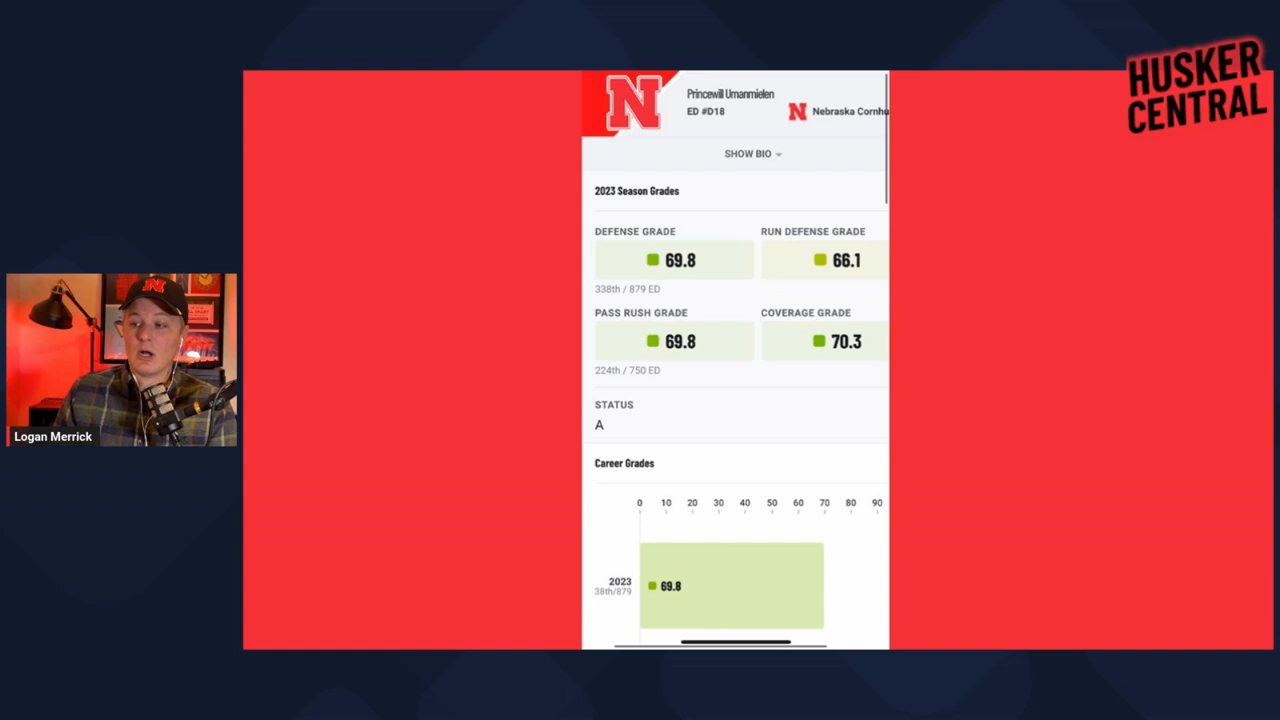 HUSKER
CENTRAL
N
Princewill Umanmielen
ED #D18
N Nebraska Cornhu
SHOW BIO
2023 Season Grades
DEFENSE GRADE
RUN DEFENSE GRADE
69.8
66.1
338th / 879 ED
PASS RUSH GRADE
COVERAGE GRADE
69.8
70.3
224th / 750 ED
STATUS
A
Career Grades
0 10 20 30 40 50 60 70 80 90
2023
38th/879
69.8
N
Logan Merrick